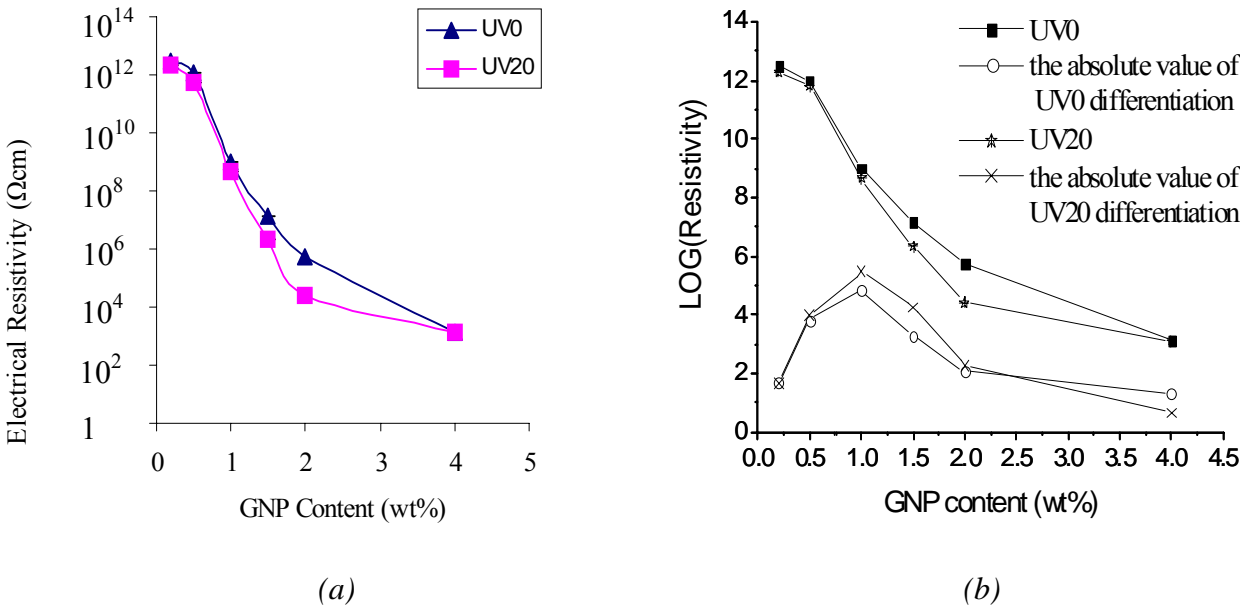 10^14
10^12
10^10
10^8
10^6
10^4
10^2
1
0 1 2 3 4 5
Electrical Resistivity (Ωcm)
GNP Content (wt%)
UV0
UV20
(a)
14
12
10
8
6
4
2
0
0.0 0.5 1.0 1.5 2.0 2.5 3.0 3.5 4.0 4.5
LOG(Resistivity)
GNP content (wt%)
UV0
the absolute value of
UV0 differentiation
UV20
the absolute value of
UV20 differentiation
(b)